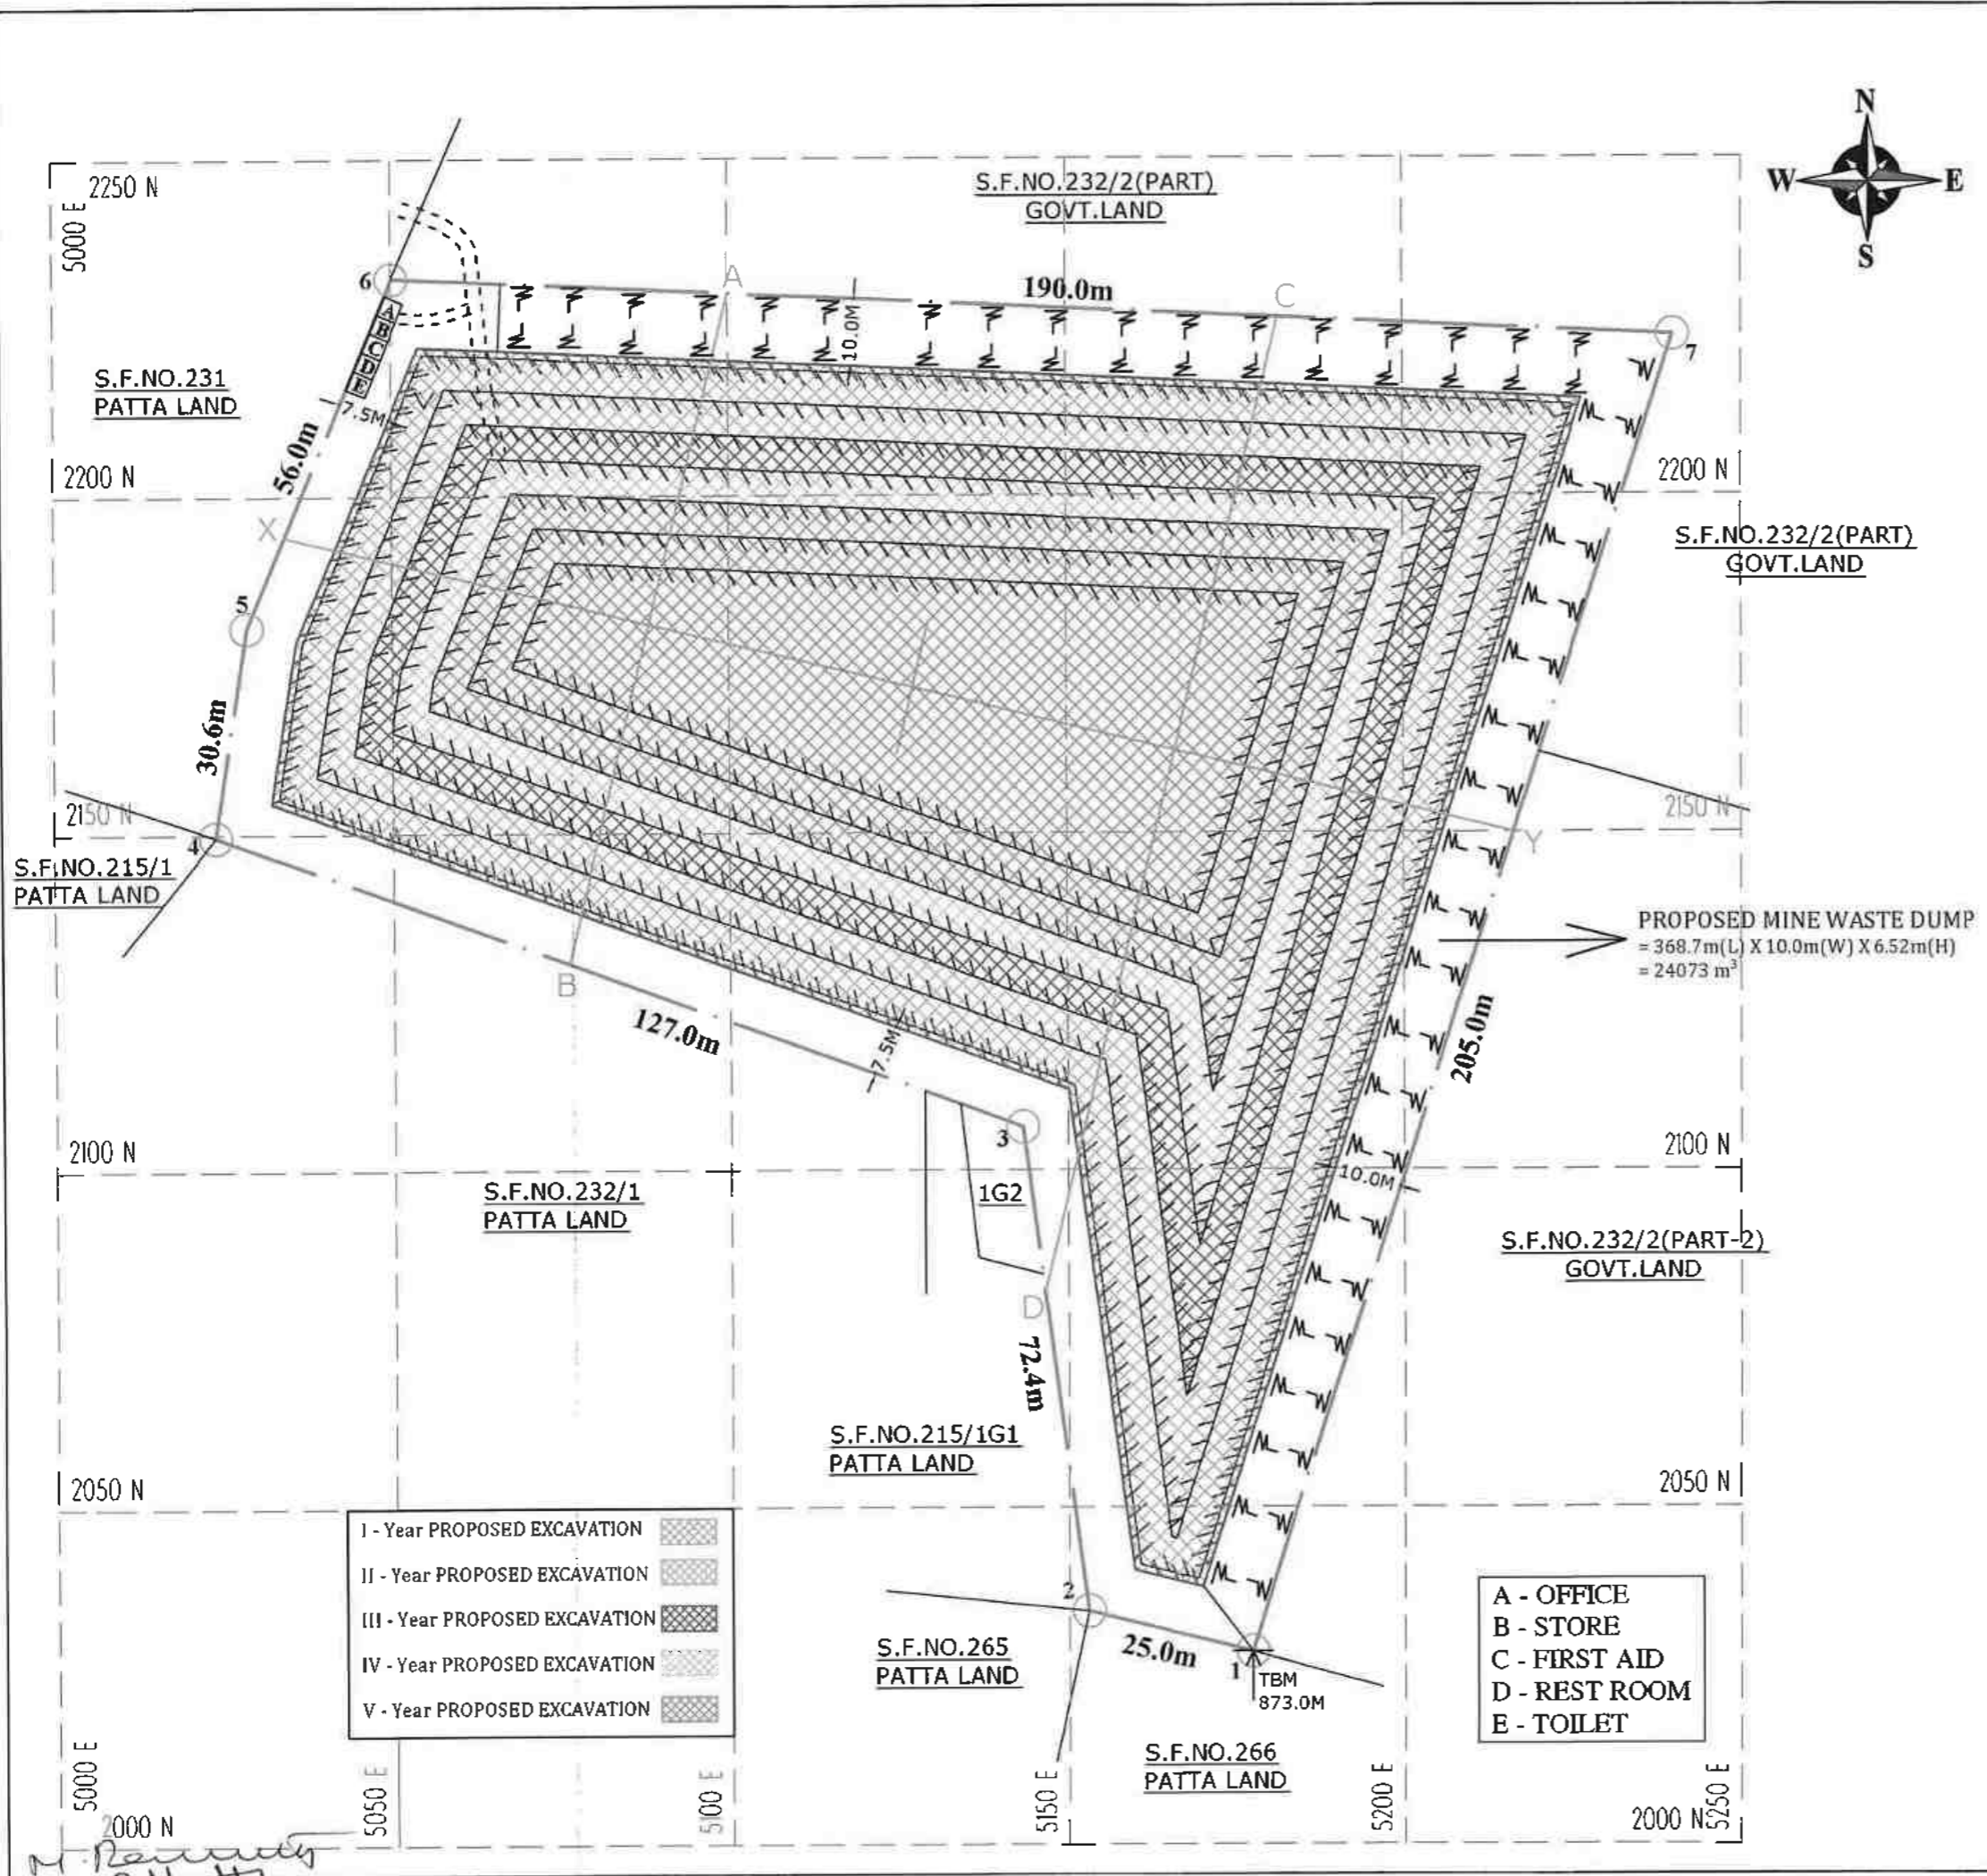 N
W E
S
2250 N
5000 E
S.F.NO.232/2(PART)
GOVT.LAND
6
A
190.0m
C
7
A
B
C
D
E
10.0M
S.F.NO.231
PATTA LAND
7.5M
56.0m
2200 N
2200 N
X
S.F.NO.232/2(PART)
GOVT.LAND
5
30.6m
2150 N
2150 N
4
Y
S.F.NO.215/1
PATTA LAND
PROPOSED MINE WASTE DUMP
= 368.7m(L) X 10.0m(W) X 6.52m(H)
= 24073 m³
B
127.0m
7.5M
205.0m
3
2100 N
2100 N
10.0M
S.F.NO.232/1
PATTA LAND
1G2
S.F.NO.232/2(PART-2)
GOVT.LAND
D
72.4m
S.F.NO.215/1G1
PATTA LAND
2050 N
2050 N
I - Year PROPOSED EXCAVATION
II - Year PROPOSED EXCAVATION
III - Year PROPOSED EXCAVATION
IV - Year PROPOSED EXCAVATION
V - Year PROPOSED EXCAVATION
2
25.0m
1
TBM
873.0M
S.F.NO.265
PATTA LAND
A - OFFICE
B - STORE
C - FIRST AID
D - REST ROOM
E - TOILET
S.F.NO.266
PATTA LAND
5000 E
5050 E
5100 E
5150 E
5200 E
5250 E
2000 N
2000 N